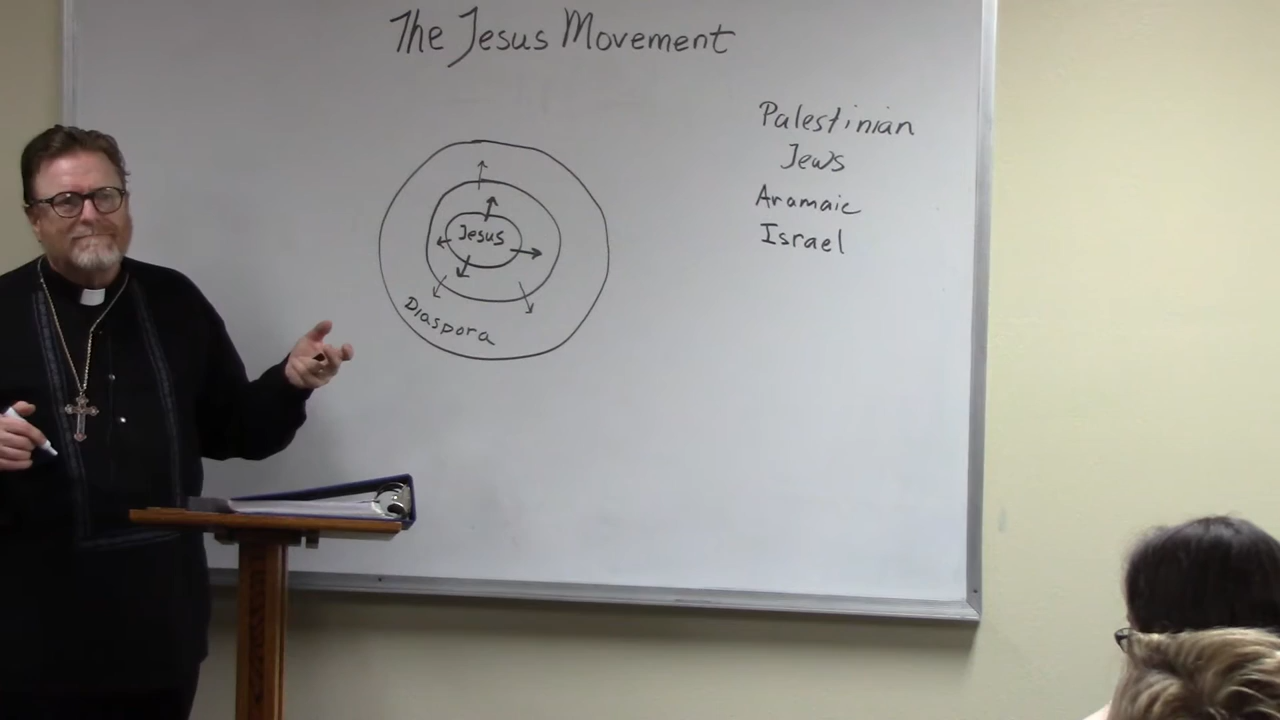 The Jesus Movement
Jesus
Diaspora
Palestinian
Jews
Aramaic
Israel